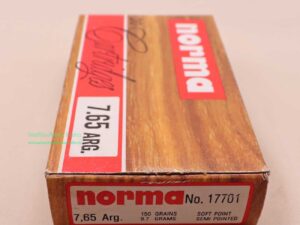 norma
Cartridges
7,65 ARG.
norma No. 17701
7,65 Arg.
150 GRAINS
9.7 GRAMS
SOFT POINT
SEMI POINTED